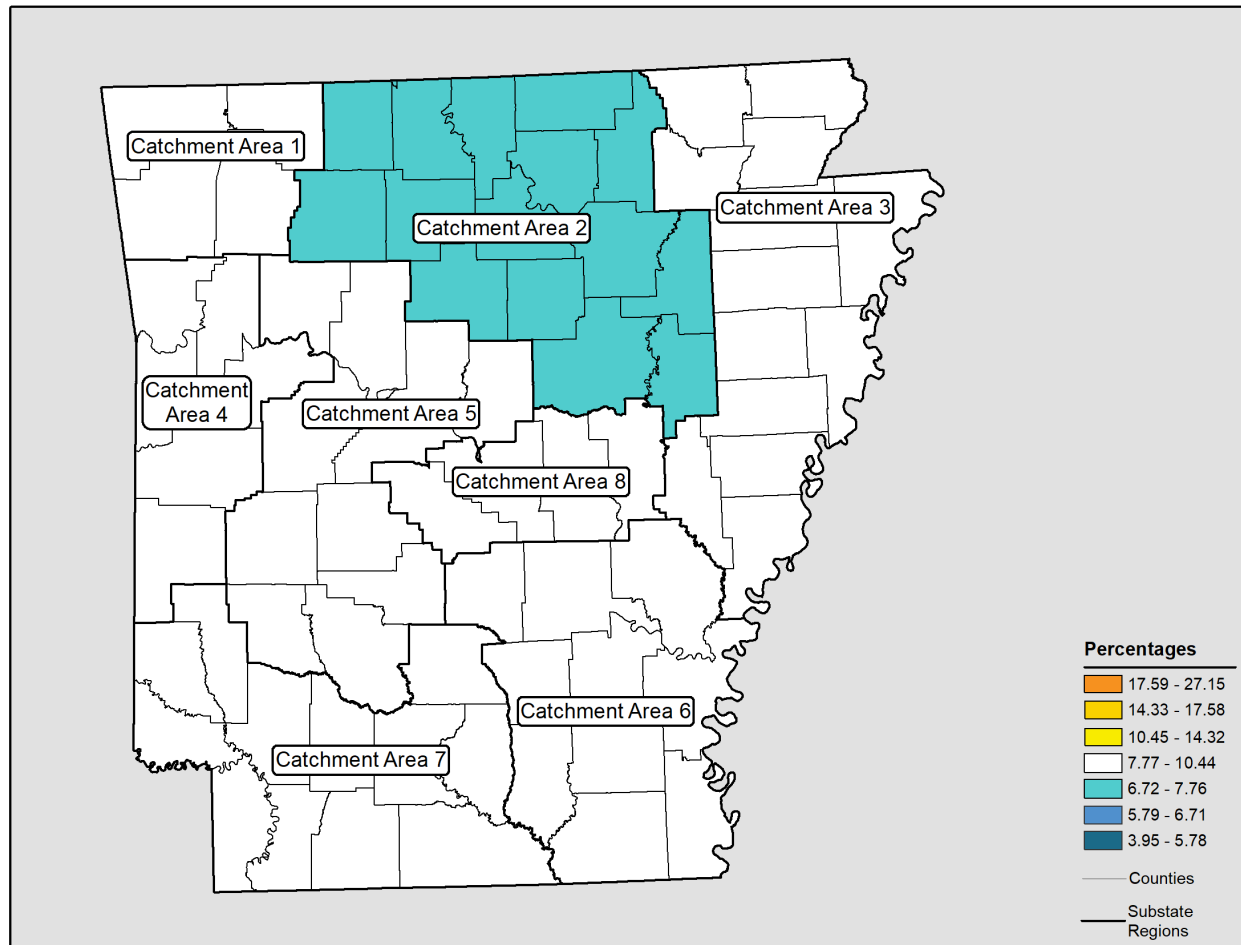 Catchment Area 1
Catchment Area 2
Catchment Area 3
Catchment
Area 4
Catchment Area 5
Catchment Area 8
Catchment Area 6
Catchment Area 7
Percentages
17.59 - 27.15
14.33 - 17.58
10.45 - 14.32
7.77 - 10.44
6.72 - 7.76
5.79 - 6.71
3.95 - 5.78
Counties
Substate
Regions